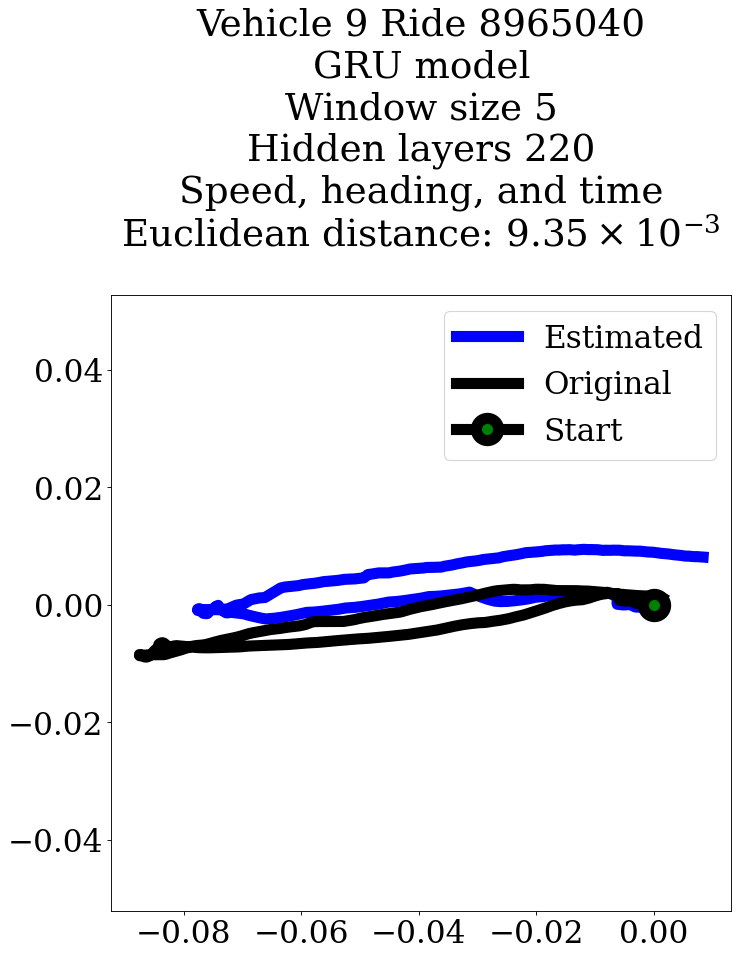 Vehicle 9 Ride 8965040
GRU model
Window size 5
Hidden layers 220
Speed, heading, and time
Euclidean distance: 9.35 × 10⁻³
Estimated
Original
Start
0.04
0.02
0.00
−0.02
−0.04
−0.08
−0.06
−0.04
−0.02
0.00